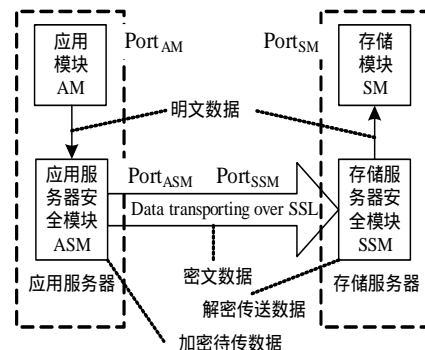 应用
模块
AM
Port_AM
Port_SM
存储
模块
SM
明文数据
应用服
务器安
全模块
ASM
Port_ASM
Port_SSM
Data transporting over SSL
存储服
务器安
全模块
SSM
密文数据
应用服务器
解密传送数据
存储服务器
加密待传数据